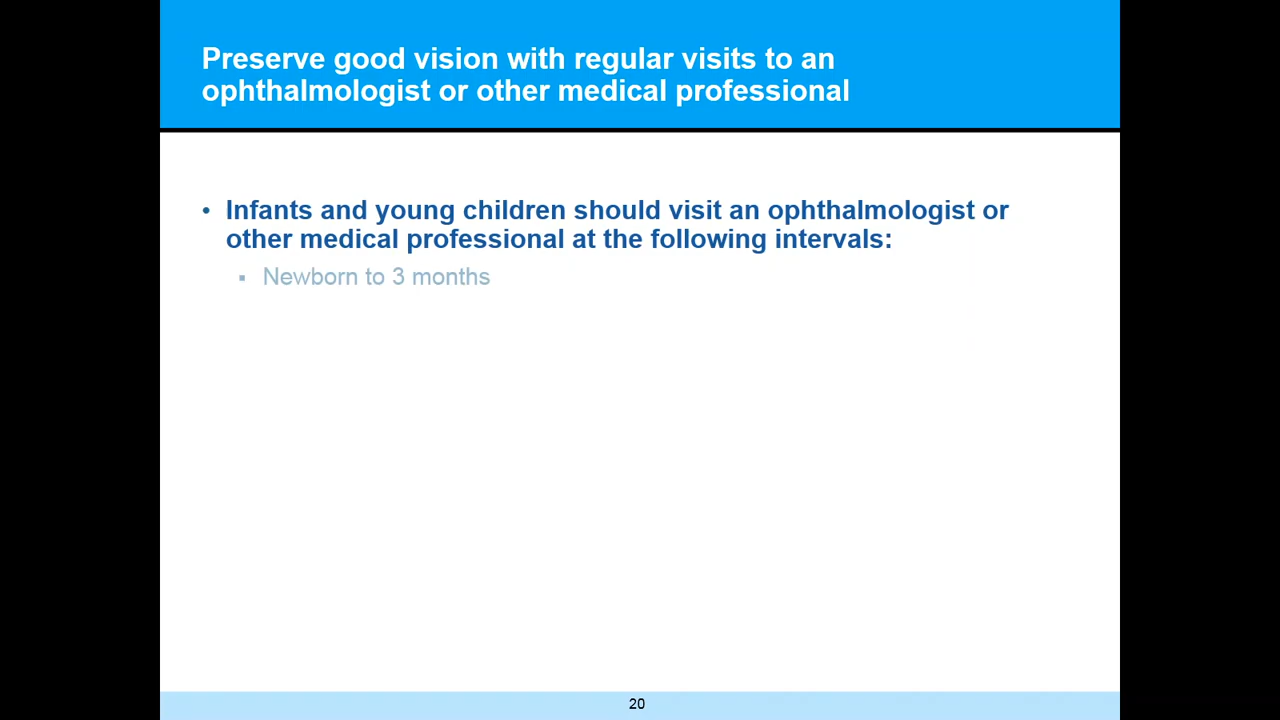 Preserve good vision with regular visits to an
ophthalmologist or other medical professional
• Infants and young children should visit an ophthalmologist or
other medical professional at the following intervals:
▪ Newborn to 3 months
20